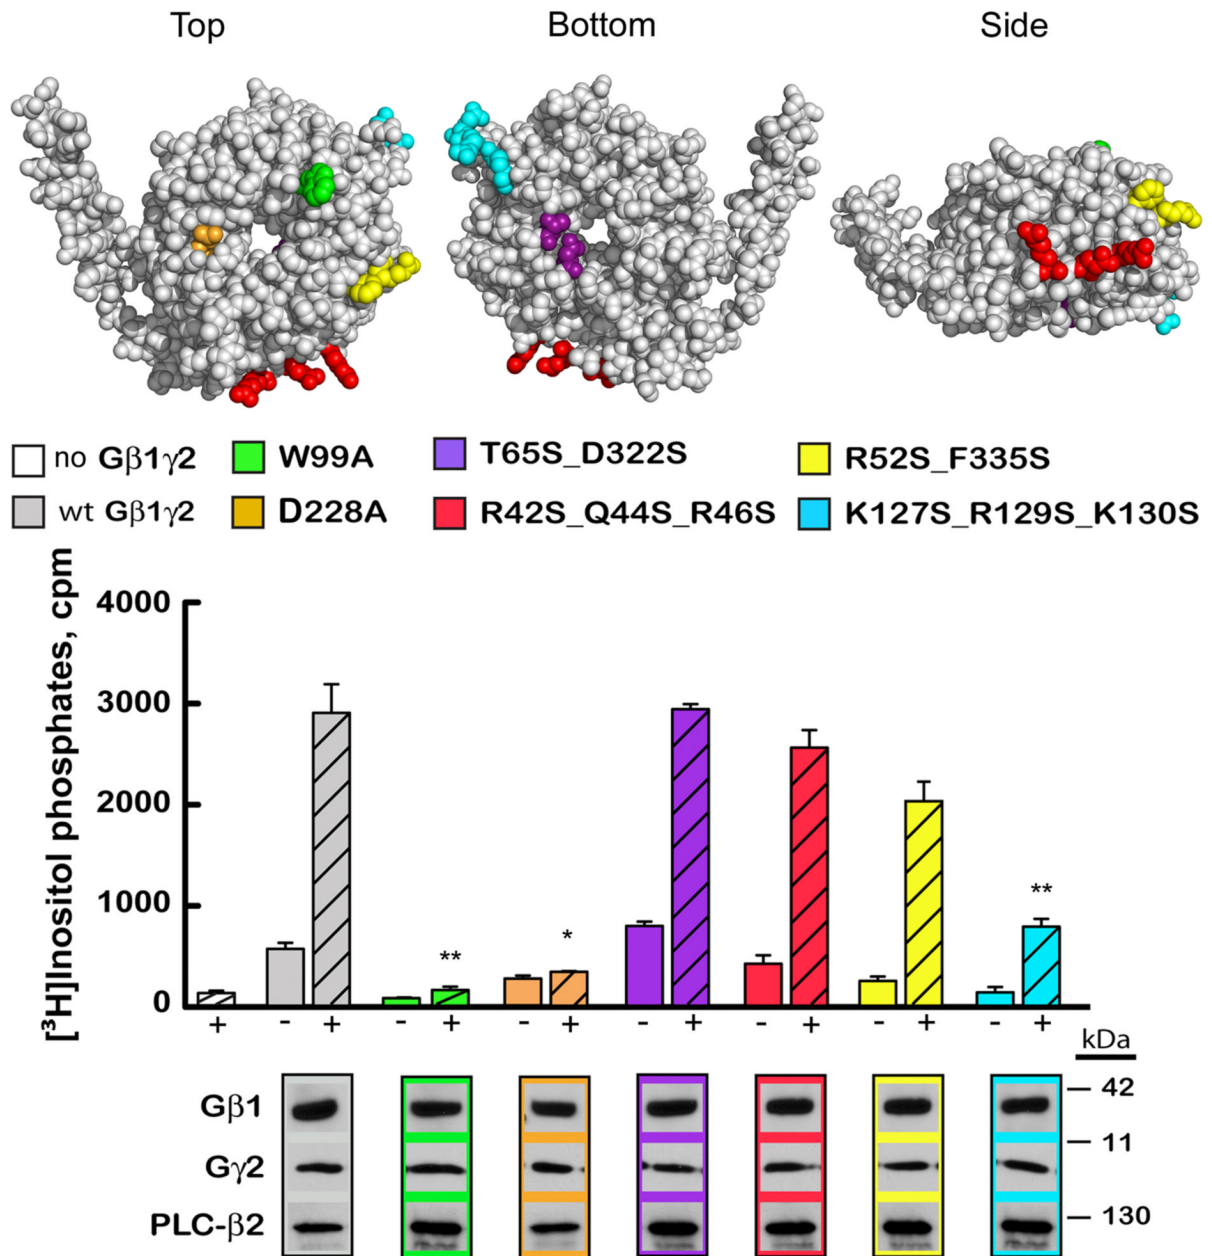 Top Bottom Side
no Gβ1γ2 W99A T65S_D322S R52S_F335S
wt Gβ1γ2 D228A R42S_Q44S_R46S K127S_R129S_K130S
[³H]Inositol phosphates, cpm
4000
3000
2000
1000
0
** * **
+ - + - + - + - + - + - + - +
kDa
Gβ1 42
11
Gγ2
PLC-β2 130